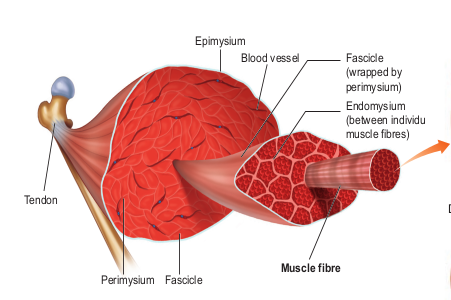 Epimysium
Blood vessel
Fascicle
(wrapped by
perimysium)
Endomysium
(between individu
muscle fibres)
Tendon
Perimysium
Fascicle
Muscle fibre